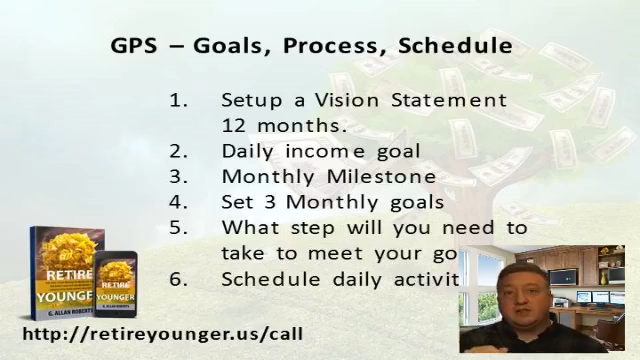 GPS – Goals, Process, Schedule
1. Setup a Vision Statement
12 months.
2. Daily income goal
3. Monthly Milestone
4. Set 3 Monthly goals
5. What step will you need to
take to meet your go
6. Schedule daily activit
RETIRE
YOUNGER
G. ALLAN ROBERTS
RETIRE
YOUNGER
http://retireyounger.us/call